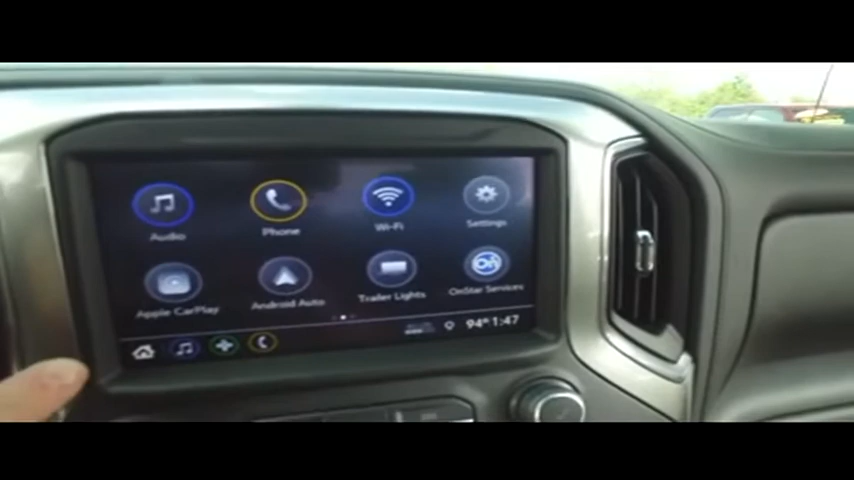 Audio Phone Wi-Fi Settings
Apple CarPlay Android Auto Trailer Lights OnStar Services
94° 1:47